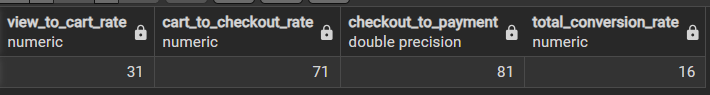 view_to_cart_rate cart_to_checkout_rate checkout_to_payment total_conversion_rate
numeric numeric double precision numeric
31 71 81 16